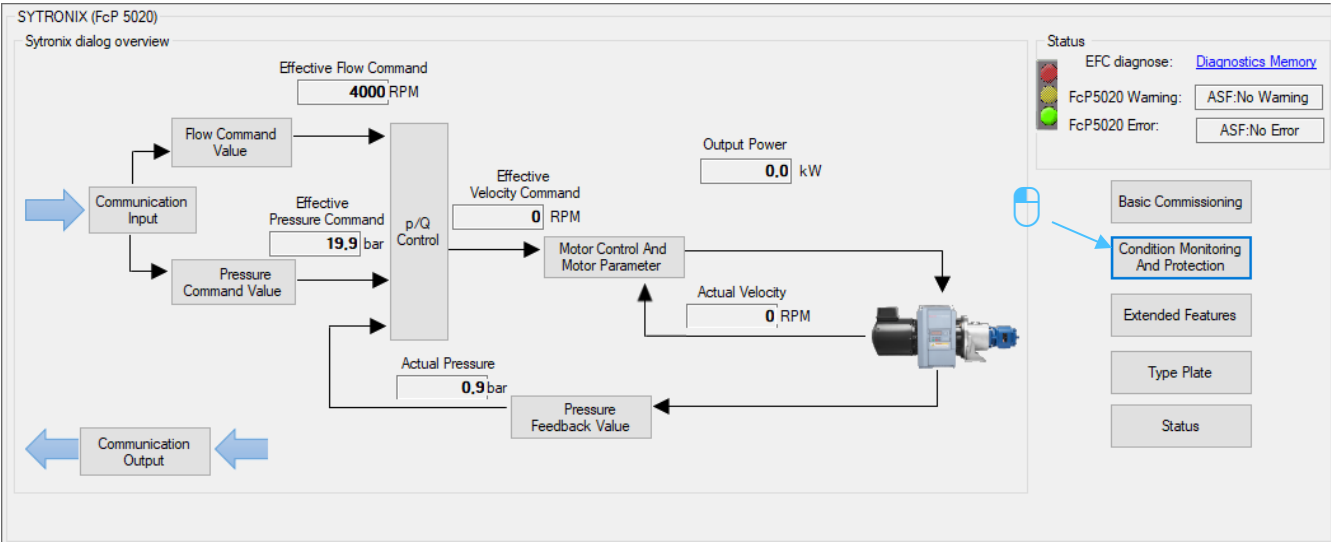 SYTRONIX (FcP 5020)
Sytronix dialog overview
Effective Flow Command
4000 RPM
Flow Command
Value
Communication
Input
Effective
Pressure Command
19,9 bar
Pressure
Command Value
p/Q
Control
Effective
Velocity Command
0 RPM
Output Power
0,0 kW
Motor Control And
Motor Parameter
Actual Velocity
0 RPM
Actual Pressure
0,9 bar
Pressure
Feedback Value
Communication
Output
Status
EFC diagnose: Diagnostics Memory
FcP5020 Warning: ASF:No Warning
FcP5020 Error: ASF:No Error
Basic Commissioning
Condition Monitoring
And Protection
Extended Features
Type Plate
Status